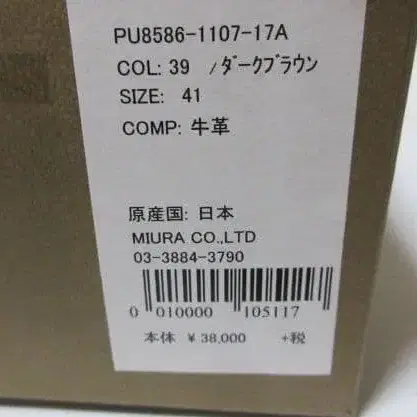 PU8586-1107-17A
COL: 39 /ﾀﾞｰｸﾌﾞﾗｳﾝ
SIZE: 41
COMP: 牛革
原産国: 日本
MIURA CO.,LTD
03-3884-3790
0 010000 105117
本体 ¥ 38,000 +税